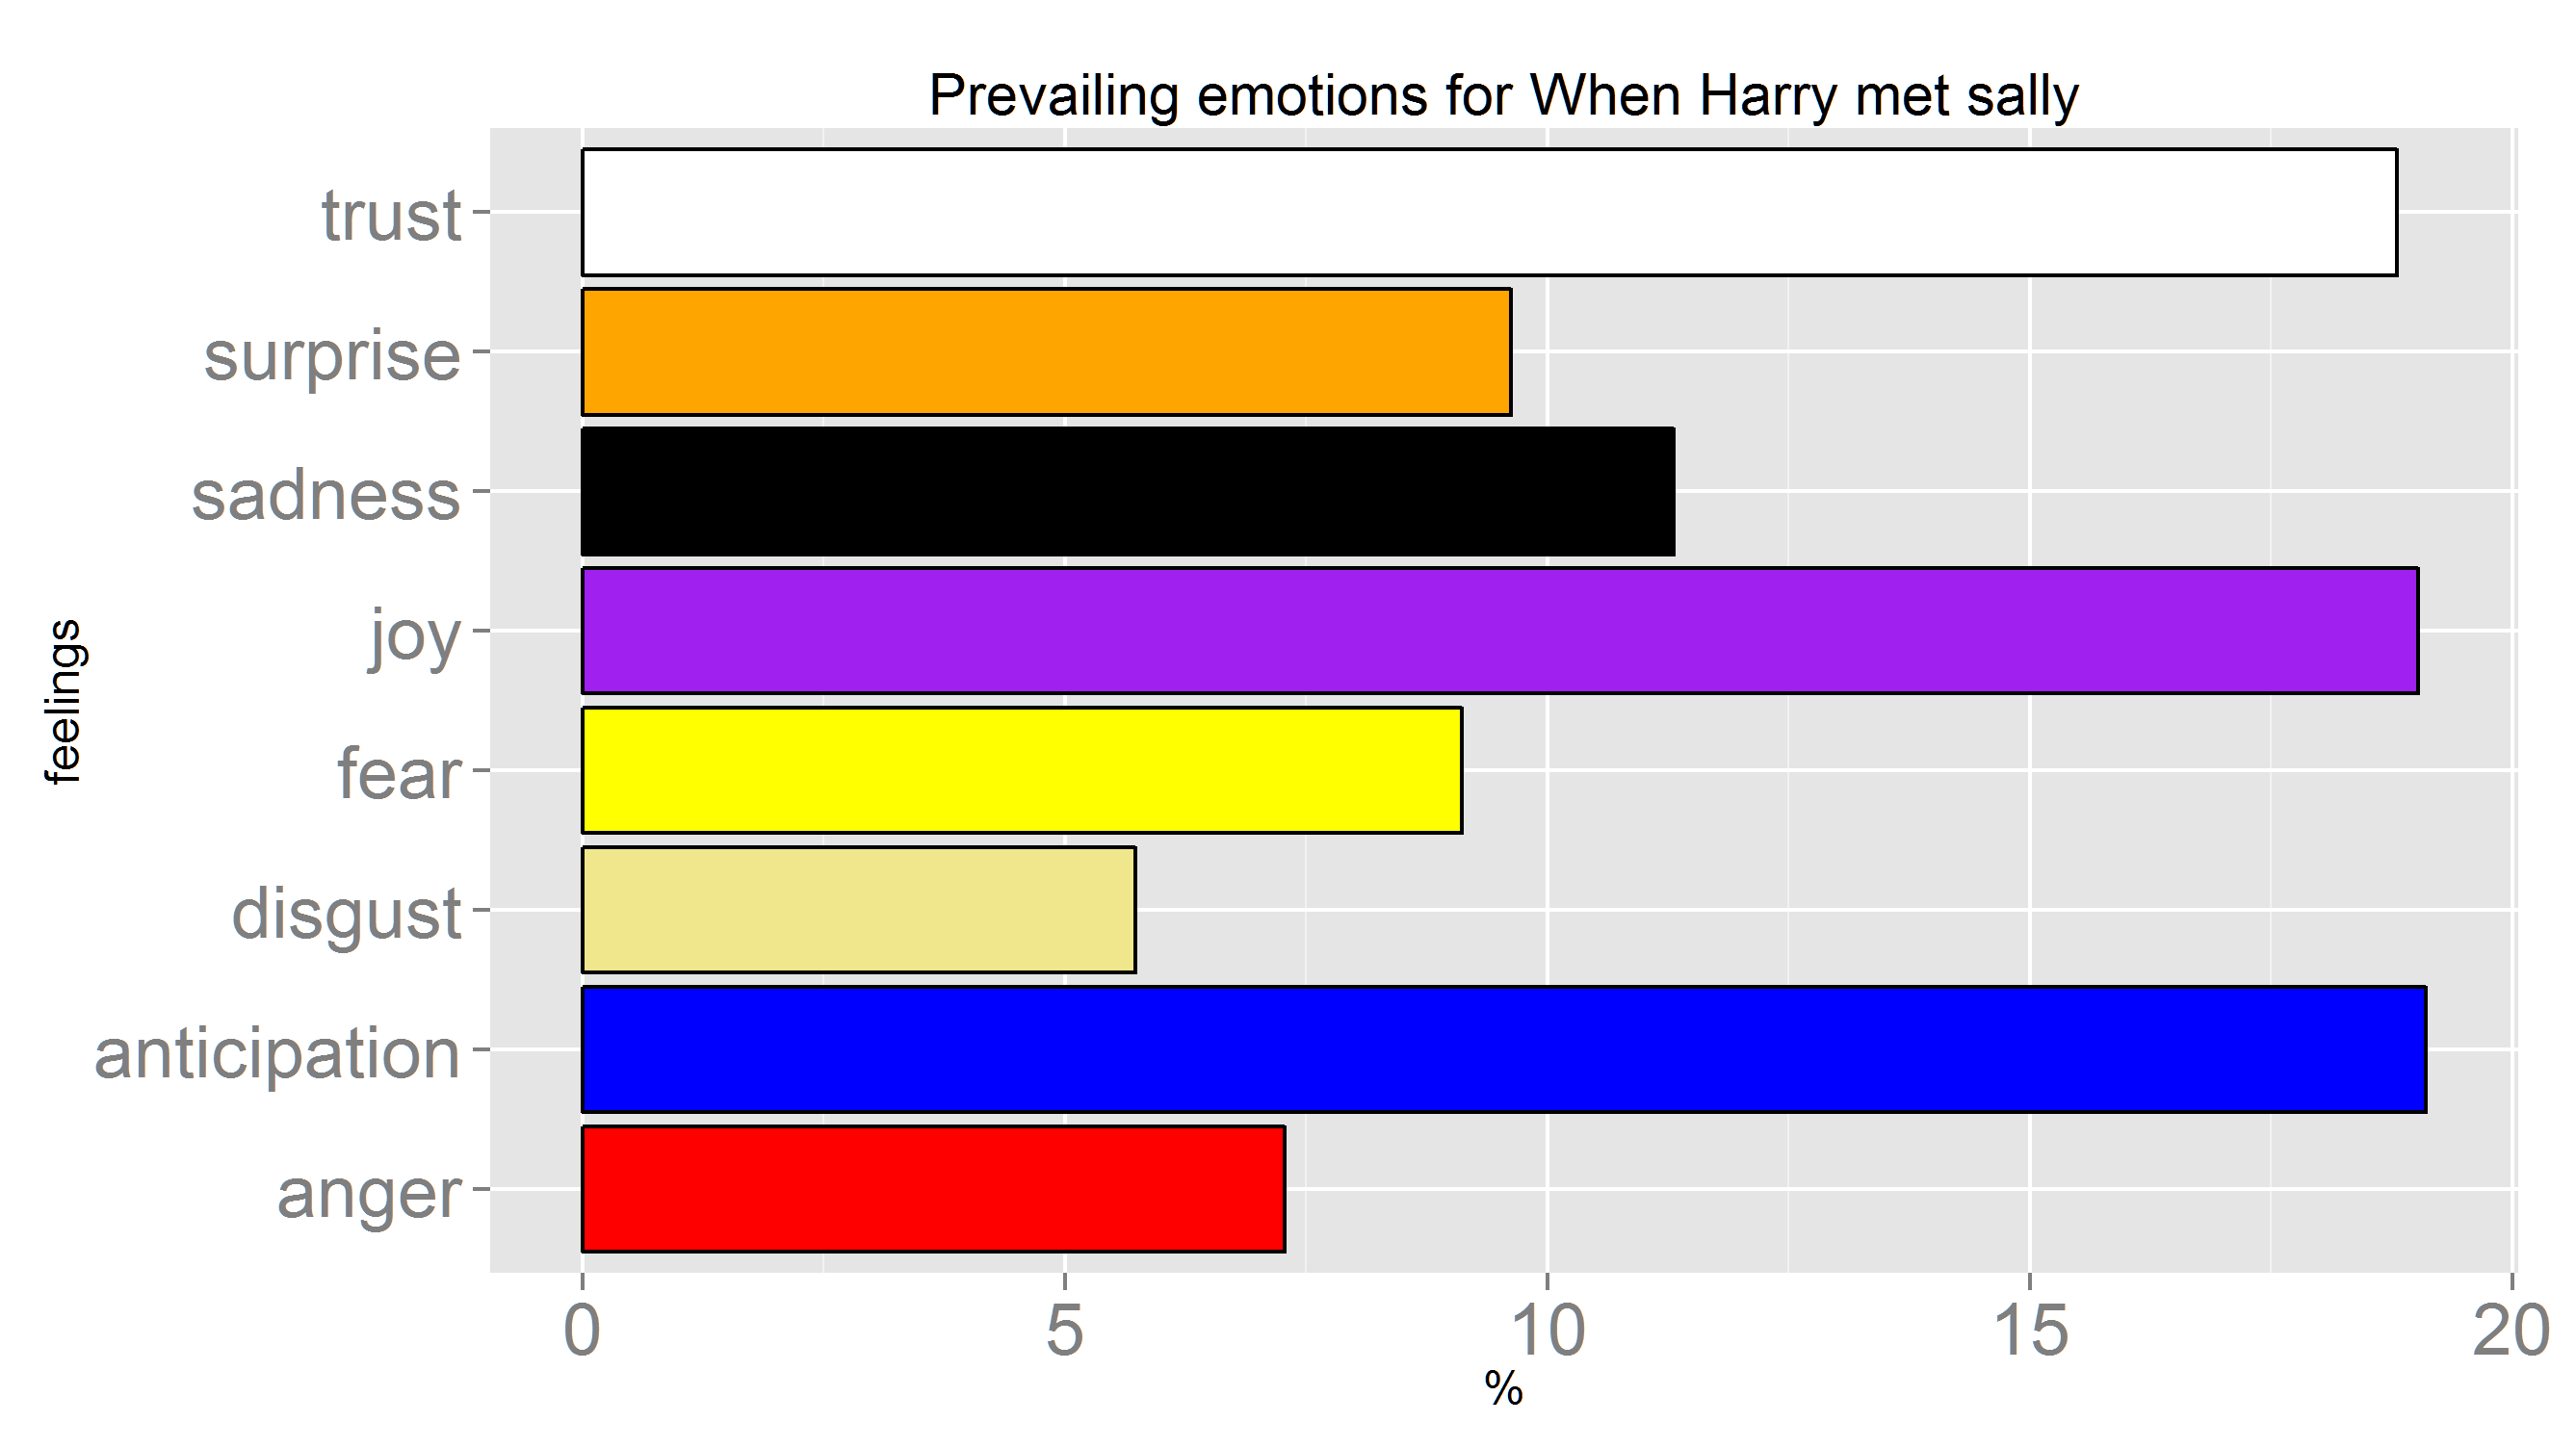 Prevailing emotions for When Harry met sally
trust
surprise
sadness
joy
fear
disgust
anticipation
anger
feelings
0 5 10 15 20
%